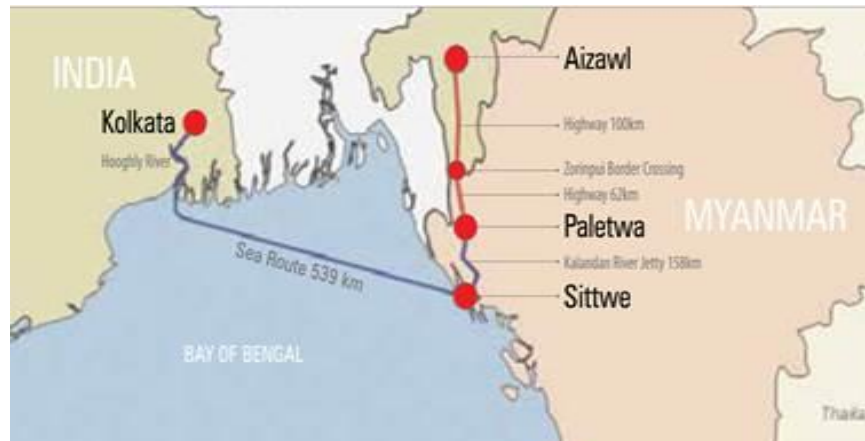 INDIA
Kolkata
Hooghly River
Sea Route 539 km
BAY OF BENGAL
Aizawl
Highway 100km
Zorinpui Border Crossing
Highway 62km
Paletwa
MYANMAR
Kalandan River Jetty 158km
Sittwe